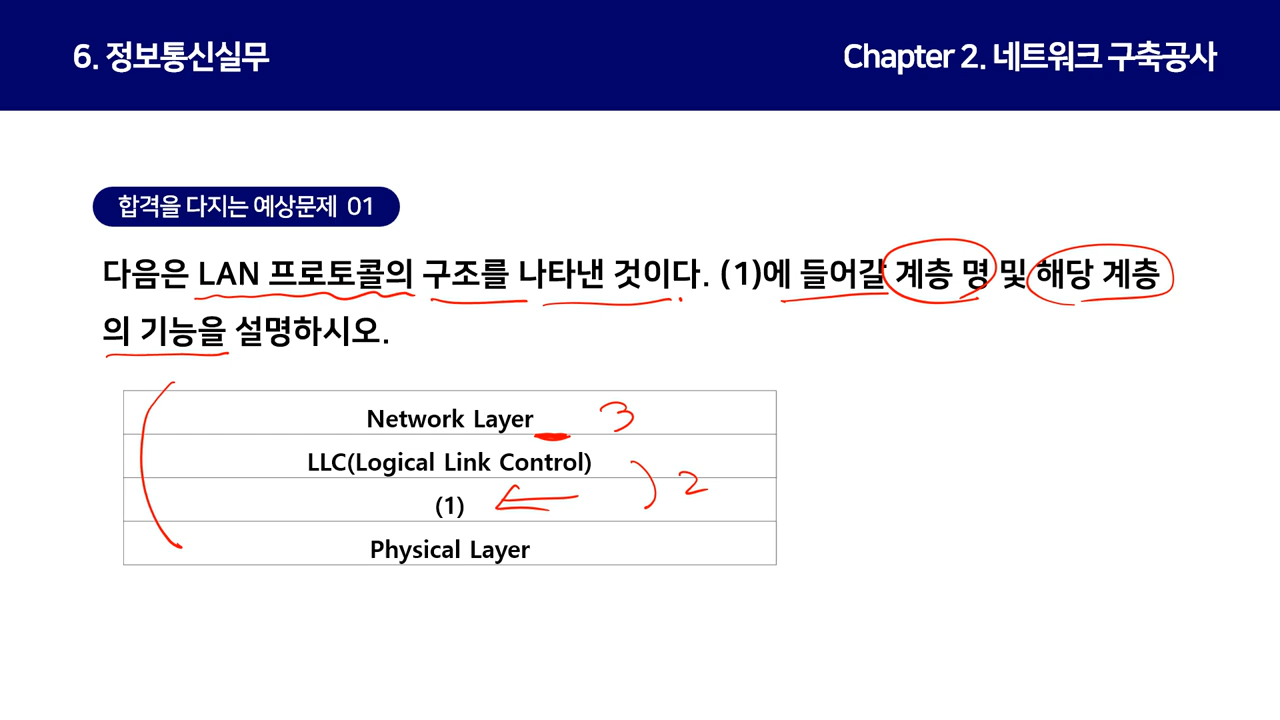 6. 정보통신실무
Chapter 2. 네트워크 구축공사
합격을 다지는 예상문제 01
다음은 LAN 프로토콜의 구조를 나타낸 것이다. (1)에 들어갈 계층 명 및 해당 계층
의 기능을 설명하시오.
Network Layer 3
LLC(Logical Link Control)
2
(1)
Physical Layer